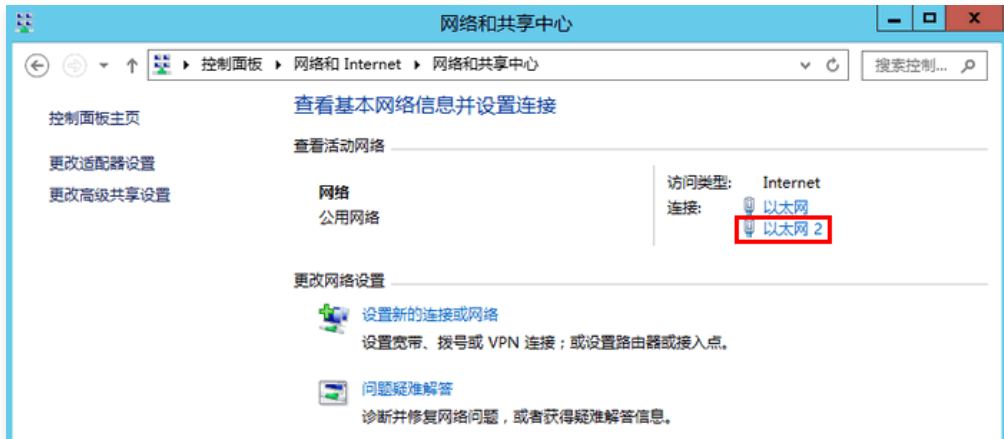 网络和共享中心
控制面板 网络和 Internet 网络和共享中心 搜索控制...
控制面板主页
更改适配器设置
更改高级共享设置
查看基本网络信息并设置连接
查看活动网络
网络
公用网络
访问类型: Internet
连接: 以太网
以太网 2
更改网络设置
设置新的连接或网络
设置宽带、拨号或 VPN 连接；或设置路由器或接入点。
问题疑难解答
诊断并修复网络问题，或者获得疑难解答信息。